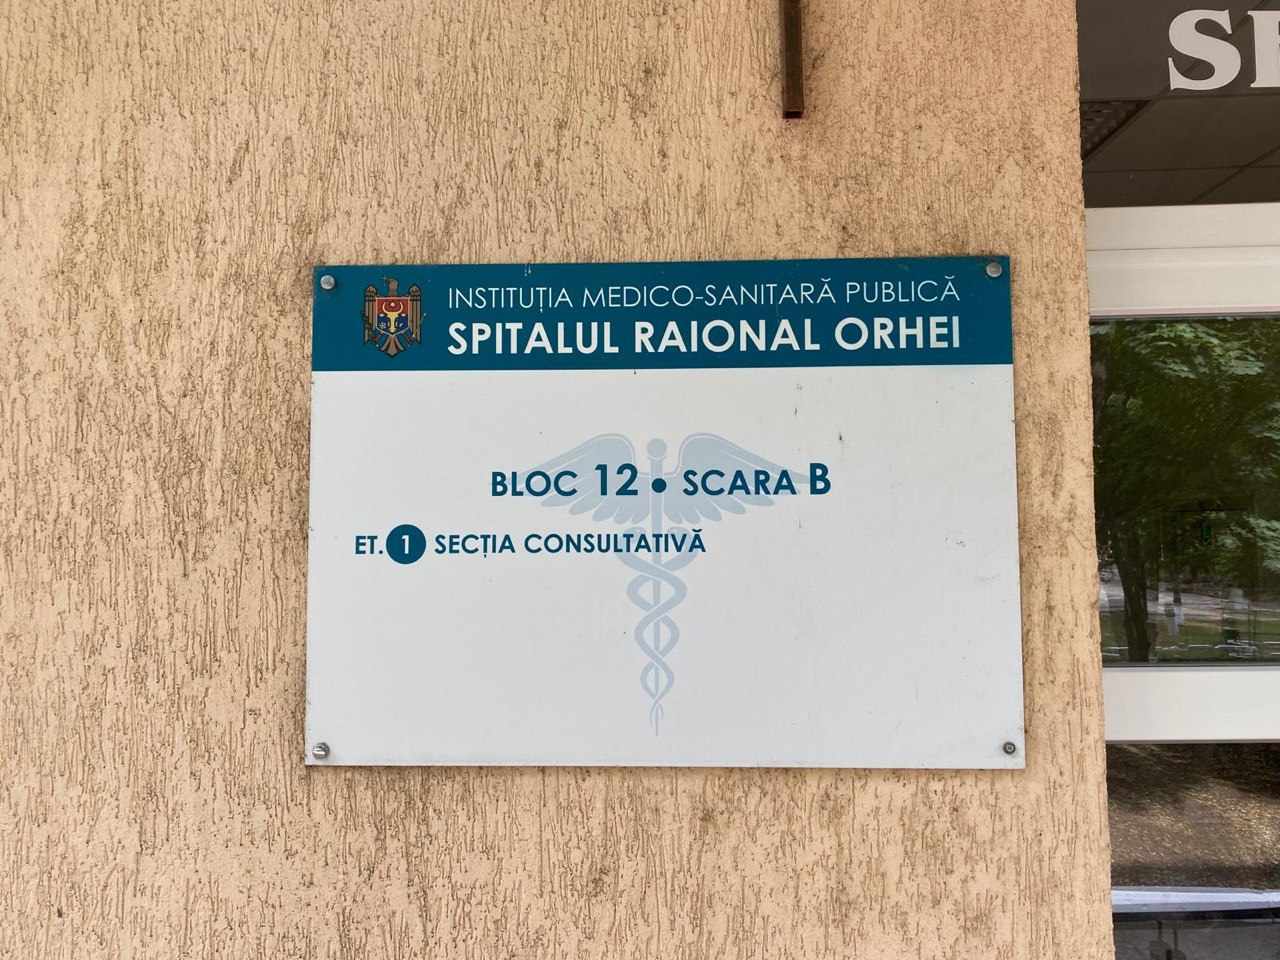 INSTITUȚIA MEDICO-SANITARĂ PUBLICĂ
SPITALUL RAIONAL ORHEI
BLOC 12 • SCARA B
ET. 1 SECȚIA CONSULTATIVĂ